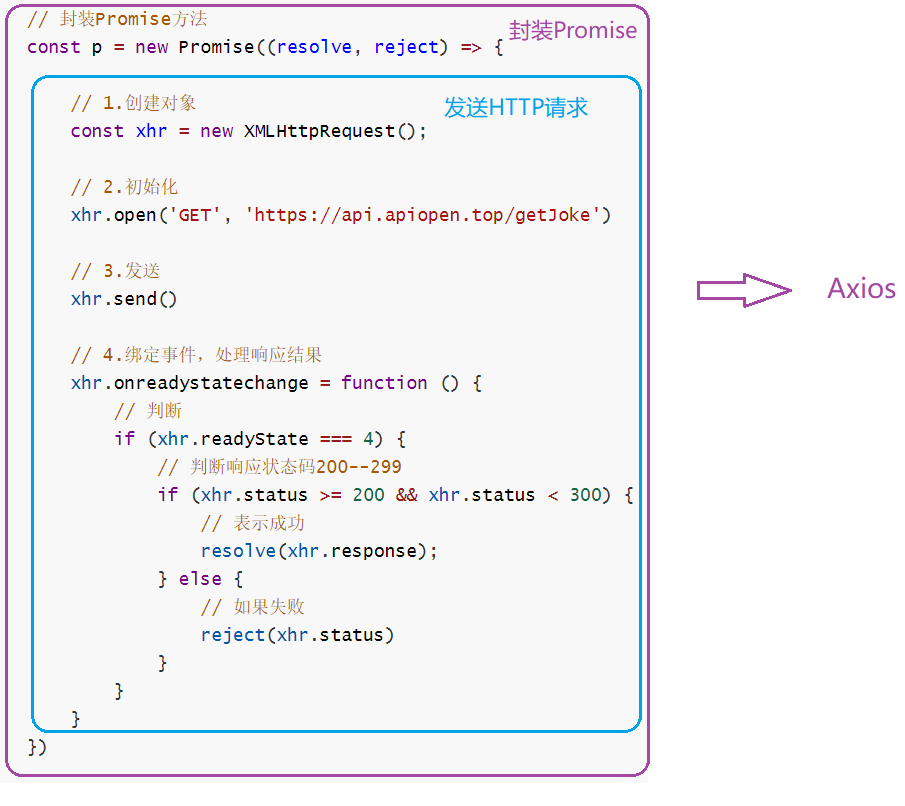 // 封装Promise方法
const p = new Promise((resolve, reject) => {
封装Promise
// 1.创建对象
发送HTTP请求
const xhr = new XMLHttpRequest();
// 2.初始化
xhr.open('GET', 'https://api.apiopen.top/getJoke')
// 3.发送
xhr.send()
Axios
// 4.绑定事件，处理响应结果
xhr.onreadystatechange = function () {
// 判断
if (xhr.readyState === 4) {
// 判断响应状态码200--299
if (xhr.status >= 200 && xhr.status < 300) {
// 表示成功
resolve(xhr.response);
} else {
// 如果失败
reject(xhr.status)
}
}
}
})